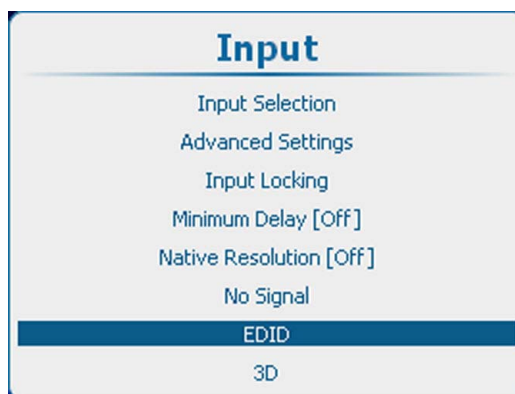 Input
Input Selection
Advanced Settings
Input Locking
Minimum Delay [Off]
Native Resolution [Off]
No Signal
EDID
3D